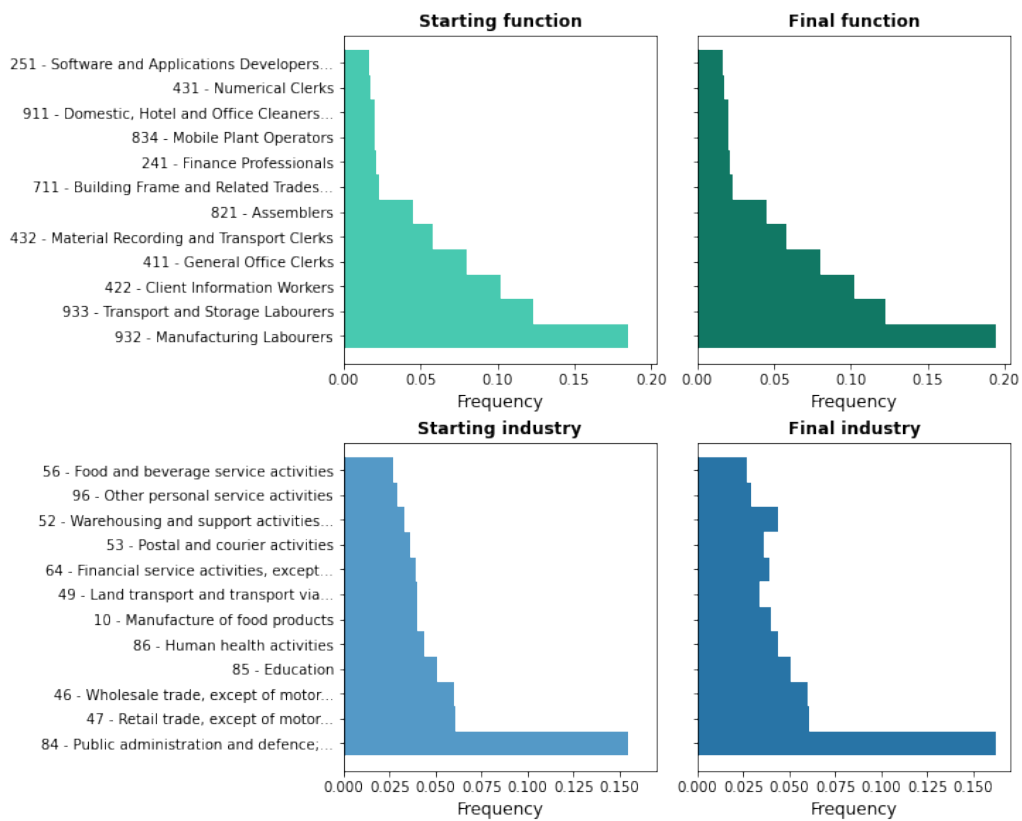 Starting function
Final function
251 - Software and Applications Developers...
431 - Numerical Clerks
911 - Domestic, Hotel and Office Cleaners...
834 - Mobile Plant Operators
241 - Finance Professionals
711 - Building Frame and Related Trades...
821 - Assemblers
432 - Material Recording and Transport Clerks
411 - General Office Clerks
422 - Client Information Workers
933 - Transport and Storage Labourers
932 - Manufacturing Labourers
0.00 0.05 0.10 0.15 0.20
0.00 0.05 0.10 0.15 0.20
Frequency
Frequency
Starting industry
Final industry
56 - Food and beverage service activities
96 - Other personal service activities
52 - Warehousing and support activities...
53 - Postal and courier activities
64 - Financial service activities, except...
49 - Land transport and transport via...
10 - Manufacture of food products
86 - Human health activities
85 - Education
46 - Wholesale trade, except of motor...
47 - Retail trade, except of motor...
84 - Public administration and defence;...
0.000 0.025 0.050 0.075 0.100 0.125 0.150
0.000 0.025 0.050 0.075 0.100 0.125 0.150
Frequency
Frequency